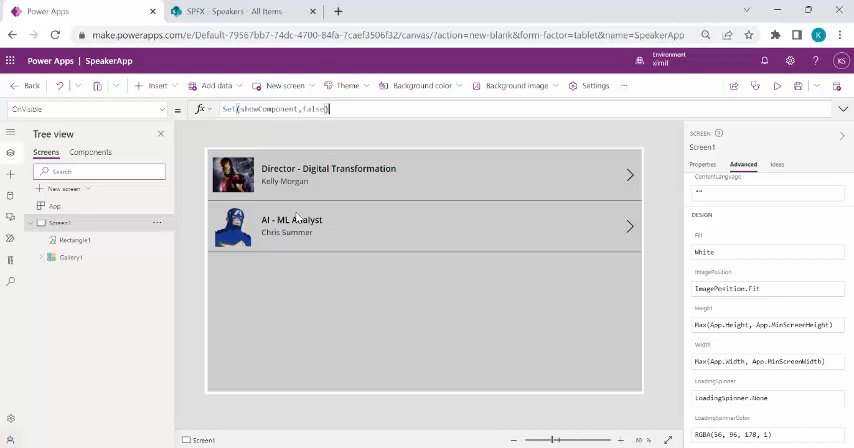 Power Apps
SPFX - Speakers - All Items
make.powerapps.com/e/Default-79567bb7-74dc-4700-84fa-7caef3506f32/canvas/?action=new-blank&form-factor=tablet&name=SpeakerApp
K
Power Apps | SpeakerApp
Environment
ximit
KS
Back
Insert
Add data
New screen
Theme
Background color
Background image
Settings
OnVisible
= fx Set(showComponent,false)
Tree view
Screens
Components
Search
New screen
App
Screen1
Rectangle1
Gallery1
Director - Digital Transformation
Kelly Morgan
AI - ML Analyst
Chris Summer
SCREEN
Screen1
Properties
Advanced
Ideas
ContentLanguage
""
DESIGN
Fill
White
ImagePosition
ImagePosition.Fit
Height
Max(App.Height, App.MinScreenHeight)
Width
Max(App.Width, App.MinScreenWidth)
LoadingSpinner
LoadingSpinner.None
LoadingSpinnerColor
RGBA(56, 96, 178, 1)
Screen1
60 %